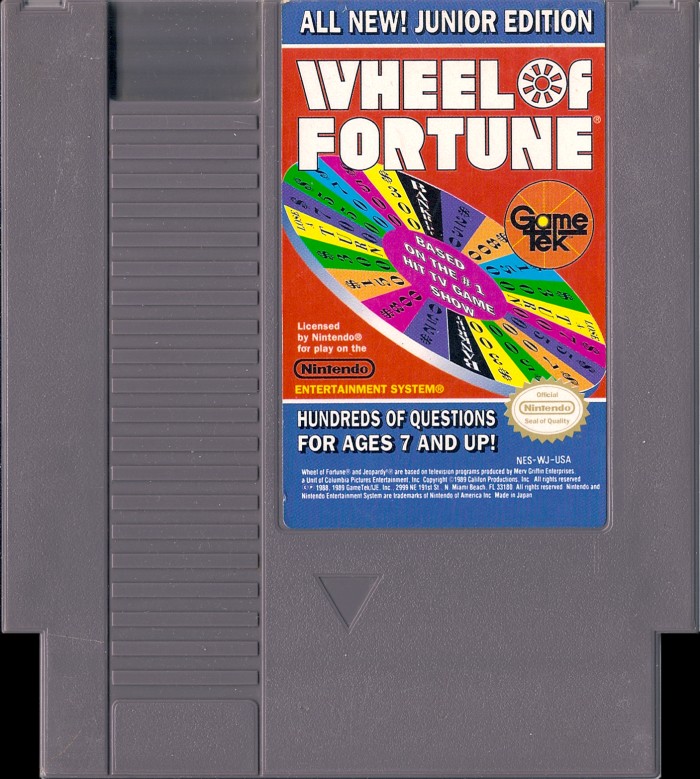 ALL NEW! JUNIOR EDITION
WHEEL OF
FORTUNE®
Game
Tek
BASED
ON THE #1
HIT TV GAME
SHOW
Licensed
by Nintendo®
for play on the
Nintendo
ENTERTAINMENT SYSTEM®
Official
Nintendo
Seal of Quality
HUNDREDS OF QUESTIONS
FOR AGES 7 AND UP!
NES-WJ-USA
Wheel of Fortune® and Jeopardy!® are based on television programs produced by Merv Griffin Enterprises,
a Unit of Columbia Pictures Entertainment, Inc. Copyright ©1989 Califon Productions, Inc. All rights reserved
1988, 1989 GameTek/IJE, Inc. 2999 NE 191st St., N. Miami Beach, FL 33180. All rights reserved. Nintendo and
Nintendo Entertainment System are trademarks of Nintendo of America Inc. Made in Japan